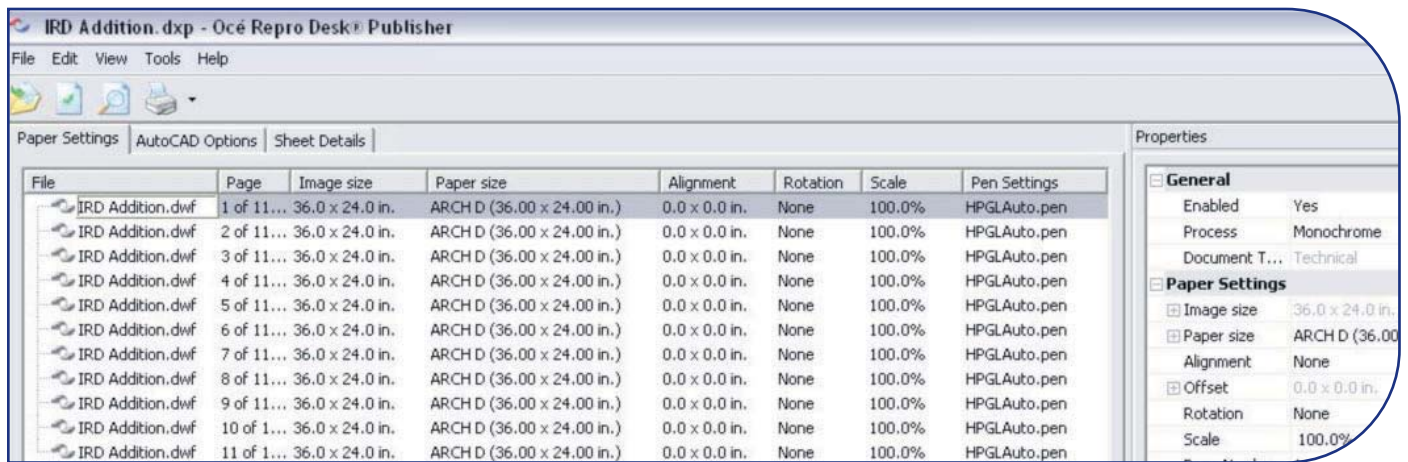 IRD Addition.dxp - Océ Repro Desk® Publisher
File Edit View Tools Help
Paper Settings AutoCAD Options Sheet Details
File Page Image size Paper size Alignment Rotation Scale Pen Settings
IRD Addition.dwf 1 of 11... 36.0 x 24.0 in. ARCH D (36.00 x 24.00 in.) 0.0 x 0.0 in. None 100.0% HPGLAuto.pen
IRD Addition.dwf 2 of 11... 36.0 x 24.0 in. ARCH D (36.00 x 24.00 in.) 0.0 x 0.0 in. None 100.0% HPGLAuto.pen
IRD Addition.dwf 3 of 11... 36.0 x 24.0 in. ARCH D (36.00 x 24.00 in.) 0.0 x 0.0 in. None 100.0% HPGLAuto.pen
IRD Addition.dwf 4 of 11... 36.0 x 24.0 in. ARCH D (36.00 x 24.00 in.) 0.0 x 0.0 in. None 100.0% HPGLAuto.pen
IRD Addition.dwf 5 of 11... 36.0 x 24.0 in. ARCH D (36.00 x 24.00 in.) 0.0 x 0.0 in. None 100.0% HPGLAuto.pen
IRD Addition.dwf 6 of 11... 36.0 x 24.0 in. ARCH D (36.00 x 24.00 in.) 0.0 x 0.0 in. None 100.0% HPGLAuto.pen
IRD Addition.dwf 7 of 11... 36.0 x 24.0 in. ARCH D (36.00 x 24.00 in.) 0.0 x 0.0 in. None 100.0% HPGLAuto.pen
IRD Addition.dwf 8 of 11... 36.0 x 24.0 in. ARCH D (36.00 x 24.00 in.) 0.0 x 0.0 in. None 100.0% HPGLAuto.pen
IRD Addition.dwf 9 of 11... 36.0 x 24.0 in. ARCH D (36.00 x 24.00 in.) 0.0 x 0.0 in. None 100.0% HPGLAuto.pen
IRD Addition.dwf 10 of 1... 36.0 x 24.0 in. ARCH D (36.00 x 24.00 in.) 0.0 x 0.0 in. None 100.0% HPGLAuto.pen
IRD Addition.dwf 11 of 1... 36.0 x 24.0 in. ARCH D (36.00 x 24.00 in.) 0.0 x 0.0 in. None 100.0% HPGLAuto.pen
Properties
General
Enabled Yes
Process Monochrome
Document T... Technical
Paper Settings
Image size 36.0 x 24.0 in.
Paper size ARCH D (36.00
Alignment None
Offset 0.0 x 0.0 in.
Rotation None
Scale 100.0%